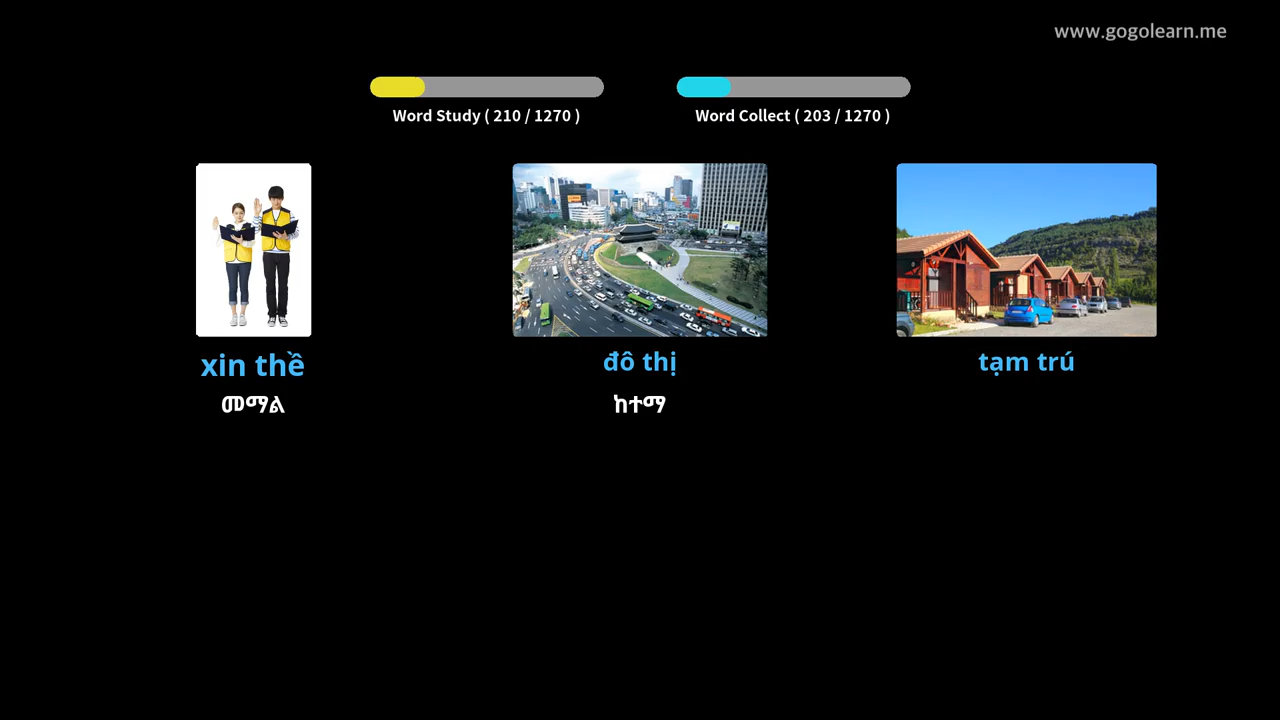 www.gogolearn.me
Word Study ( 210 / 1270 )
Word Collect ( 203 / 1270 )
xin thề
đô thị
tạm trú
መማል
ከተማ